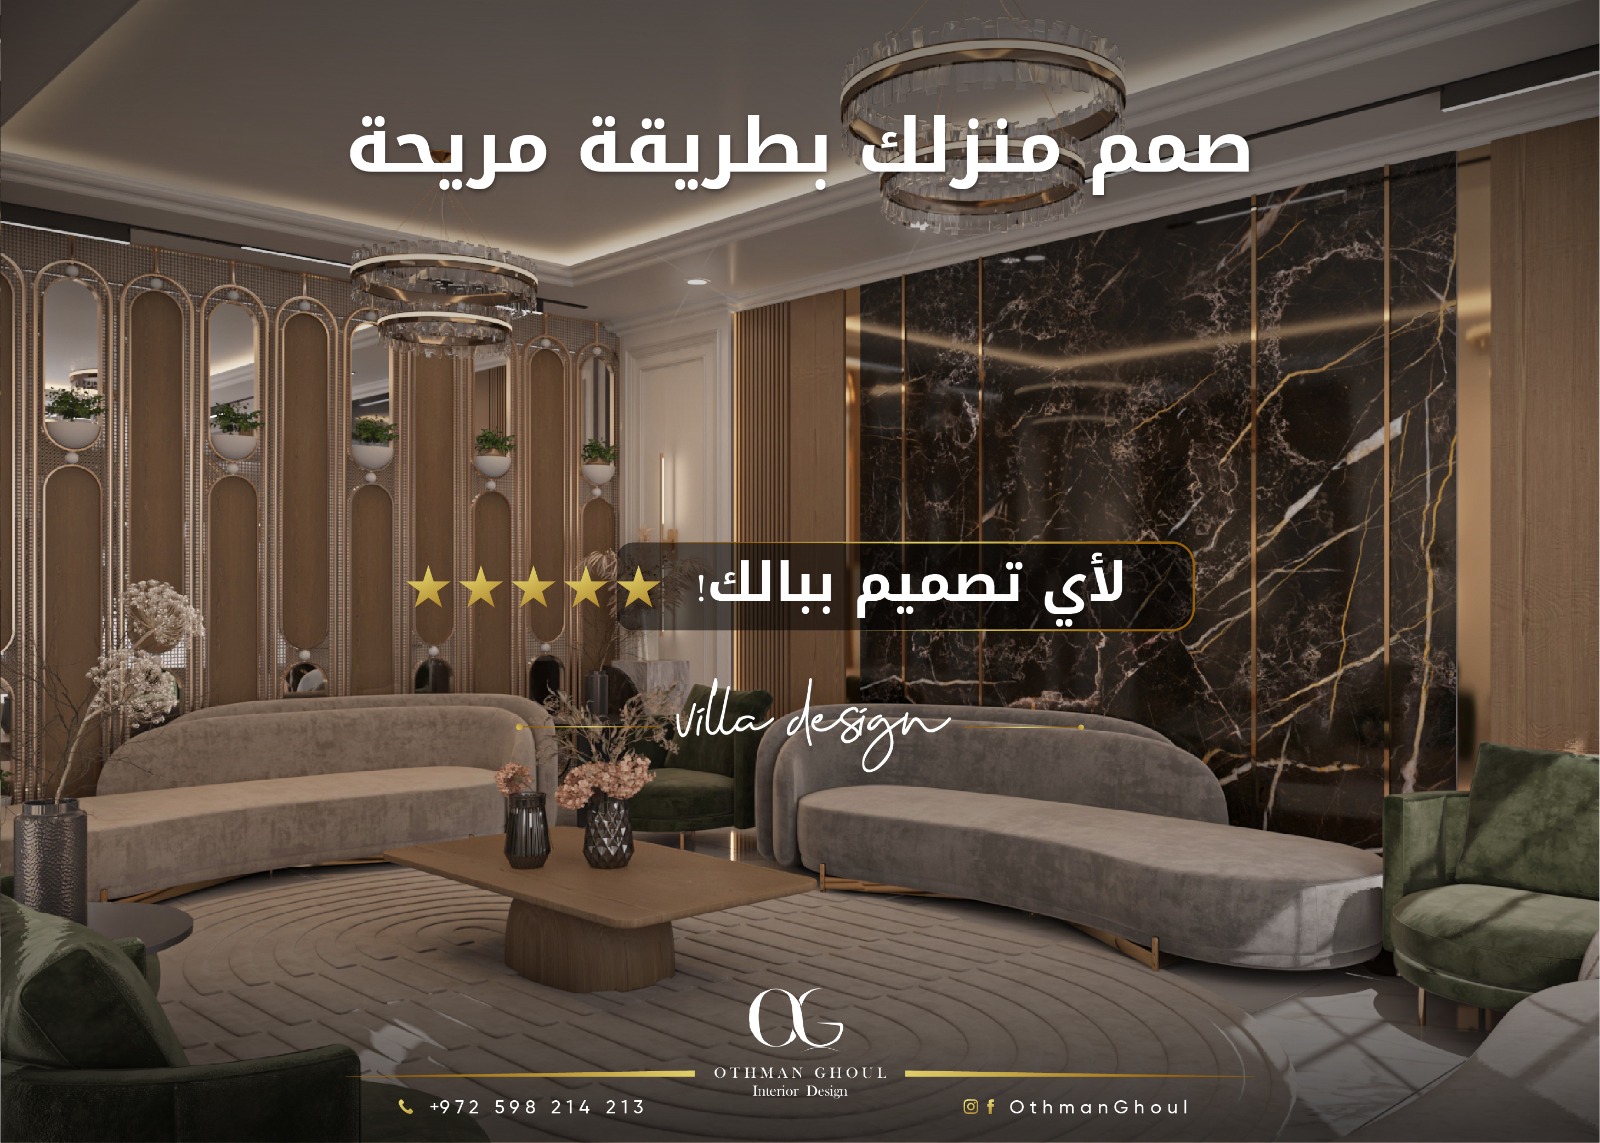 صمم منزلك بطريقة مريحة
لأي تصميم ببالك!
villa design
OG
OTHMAN GHOUL
Interior Design
+972 598 214 213
OthmanGhoul